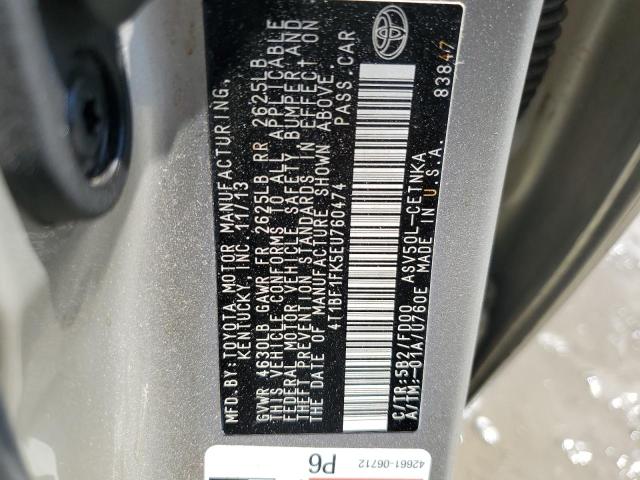 MFD.BY:TOYOTA MOTOR MANUFACTURING,
KENTUCKY, INC. 11/13
GVWR 4630LB GAWR FR 2625LB RR 2625LB
THIS VEHICLE CONFORMS TO ALL APPLICABLE
FEDERAL MOTOR VEHICLE SAFETY, BUMPER AND
THEFT PREVENTION STANDARDS IN EFFECT ON
THE DATE OF MANUFACTURE SHOWN ABOVE.
4T1BF1FK5EU760474 PASS.CAR
C/TR:5B2/FD00 ASV50L-CETNKA
A/TM:-01A/U760E MADE IN U.S.A.
83847
P6
42661-06712